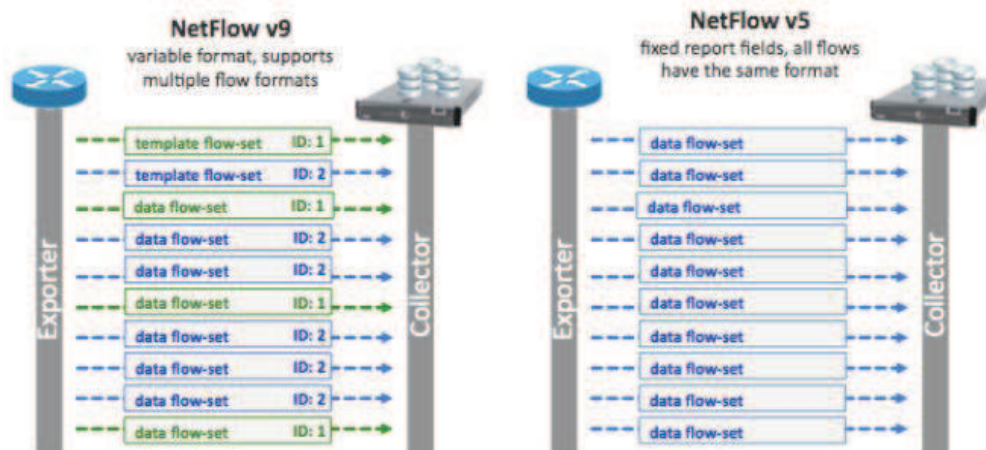 NetFlow v9
variable format, supports
multiple flow formats
Exporter
Collector
template flow-set ID: 1
template flow-set ID: 2
data flow-set ID: 1
data flow-set ID: 2
data flow-set ID: 2
data flow-set ID: 1
data flow-set ID: 2
data flow-set ID: 2
data flow-set ID: 2
data flow-set ID: 1
NetFlow v5
fixed report fields, all flows
have the same format
Exporter
Collector
data flow-set
data flow-set
data flow-set
data flow-set
data flow-set
data flow-set
data flow-set
data flow-set
data flow-set
data flow-set